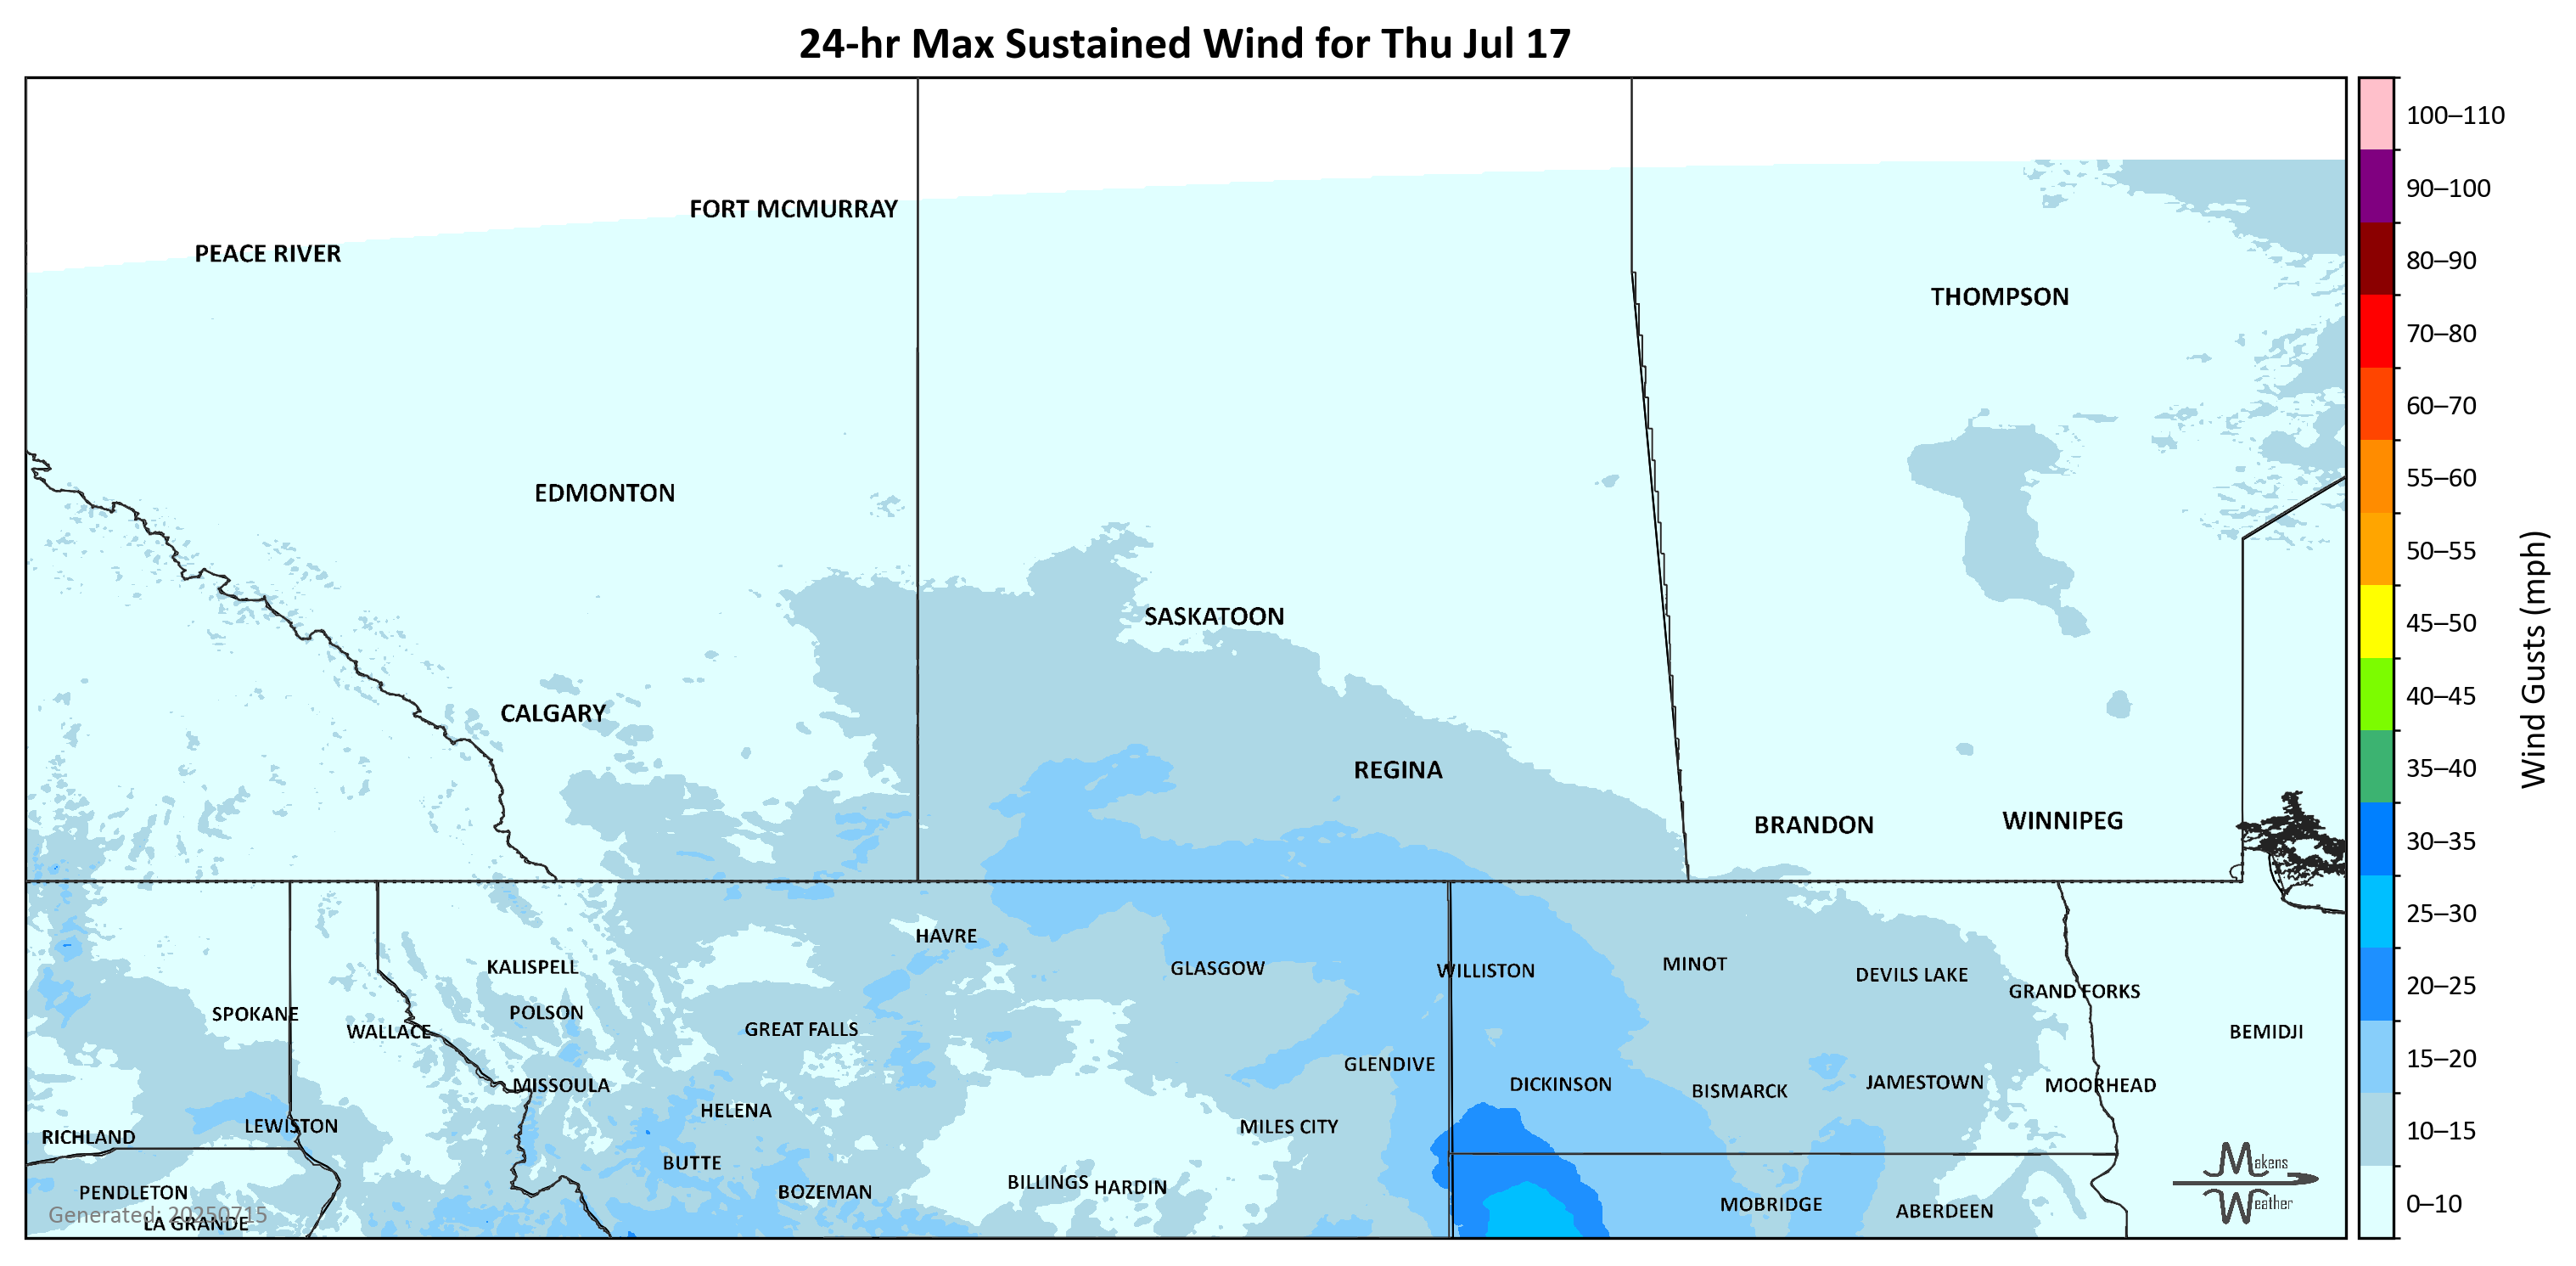 24-hr Max Sustained Wind for Thu Jul 17
100–110
FORT MCMURRAY
90–100
PEACE RIVER
80–90
THOMPSON
70–80
60–70
EDMONTON
55–60
50–55
SASKATOON
45–50
CALGARY
40–45
Wind Gusts (mph)
REGINA
35–40
BRANDON
WINNIPEG
30–35
25–30
HAVRE
KALISPELL
GLASGOW
WILLISTON
MINOT
DEVILS LAKE
20–25
GRAND FORKS
SPOKANE
POLSON
WALLACE
GREAT FALLS
BEMIDJI
15–20
GLENDIVE
MISSOULA
DICKINSON
BISMARCK
JAMESTOWN
MOORHEAD
HELENA
LEWISTON
MILES CITY
10–15
RICHLAND
BUTTE
Makens
Weather
PENDLETON
BOZEMAN
BILLINGS
HARDIN
MOBRIDGE
ABERDEEN
0–10
Generated: 20250715
LA GRANDE